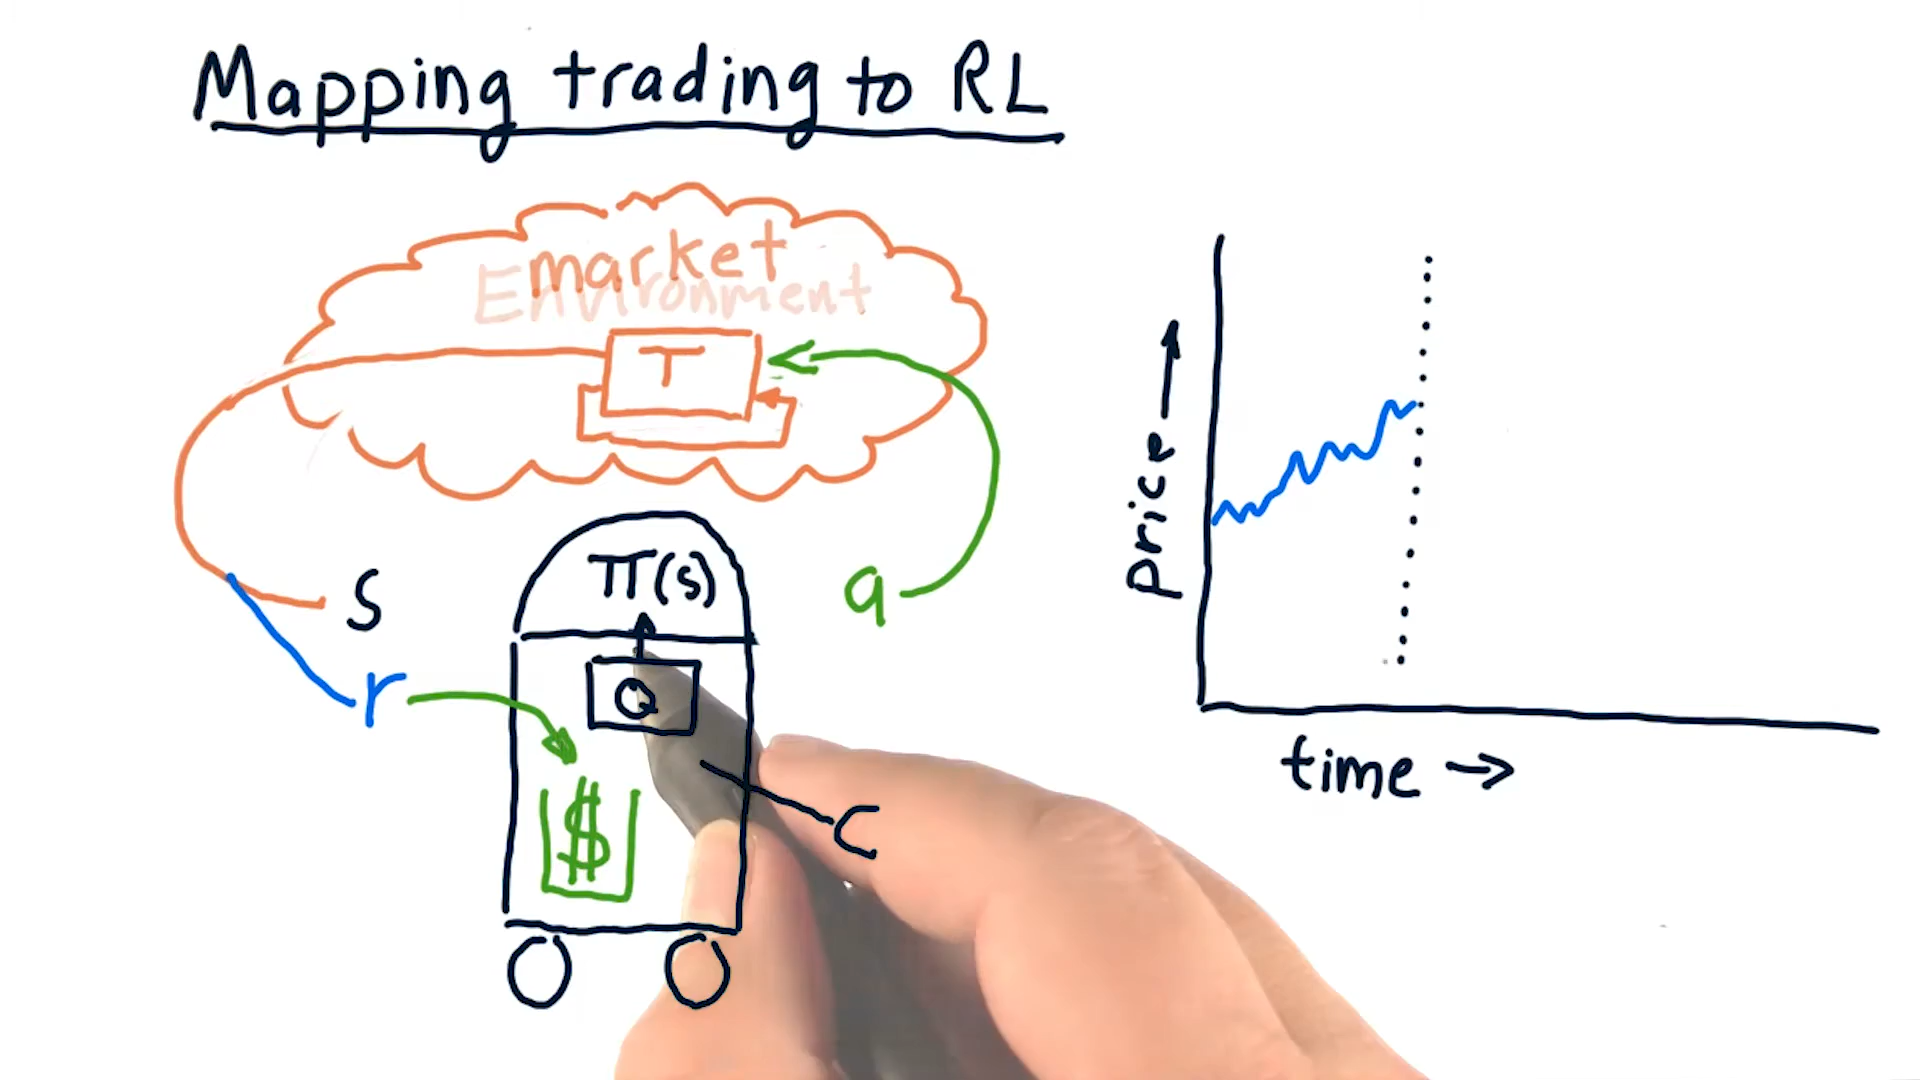 Mapping trading to RL
market
Environment
T
S
π(s)
a
r
Q
$
C
price
time